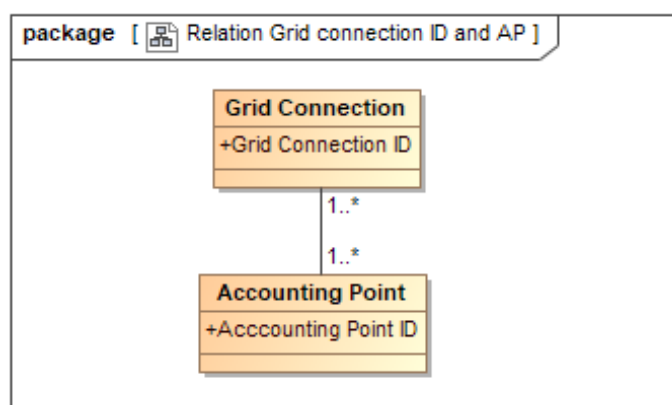 package [ Relation Grid connection ID and AP ]
Grid Connection
+Grid Connection ID
1..*
1..*
Accounting Point
+Acccounting Point ID